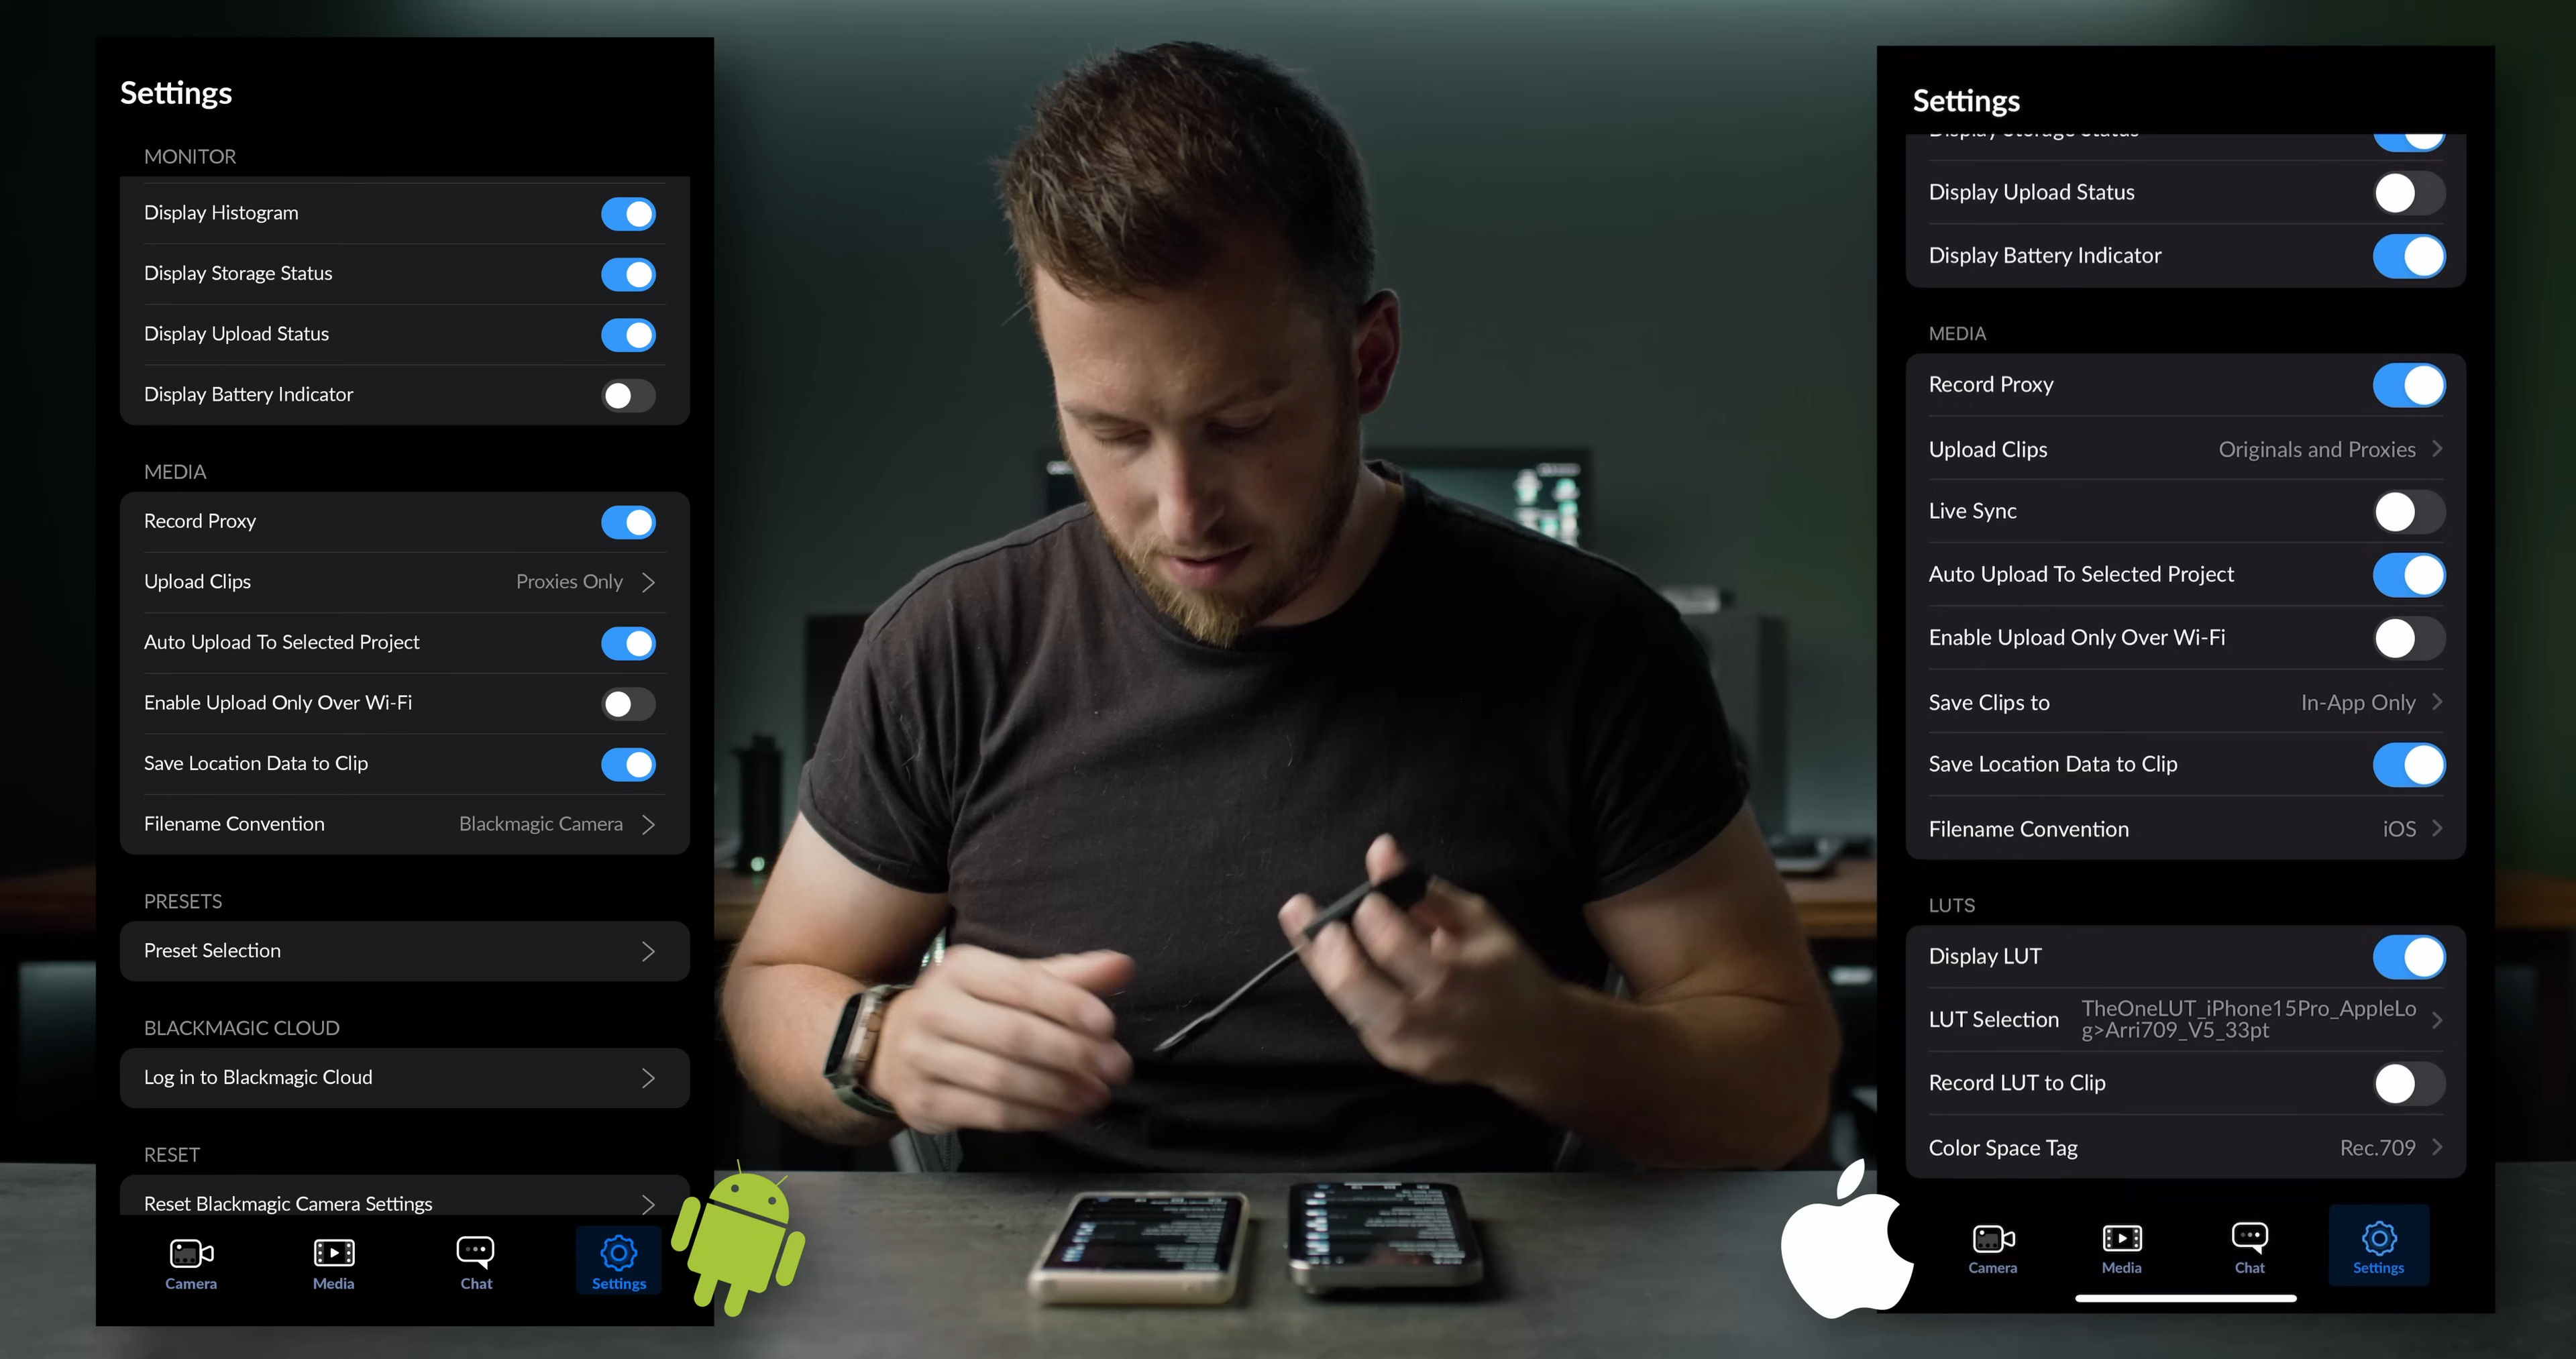 Settings
MONITOR
Display Histogram
Display Storage Status
Display Upload Status
Display Battery Indicator
MEDIA
Record Proxy
Upload Clips Proxies Only
Auto Upload To Selected Project
Enable Upload Only Over Wi-Fi
Save Location Data to Clip
Filename Convention Blackmagic Camera
PRESETS
Preset Selection
BLACKMAGIC CLOUD
Log in to Blackmagic Cloud
RESET
Reset Blackmagic Camera Settings
Camera Media Chat Settings
Settings
Display Storage Status
Display Upload Status
Display Battery Indicator
MEDIA
Record Proxy
Upload Clips Originals and Proxies
Live Sync
Auto Upload To Selected Project
Enable Upload Only Over Wi-Fi
Save Clips to In-App Only
Save Location Data to Clip
Filename Convention iOS
LUTS
Display LUT
LUT Selection TheOneLUT_iPhone15Pro_AppleLo
g>Arri709_V5_33pt
Record LUT to Clip
Color Space Tag Rec.709
Camera Media Chat Settings